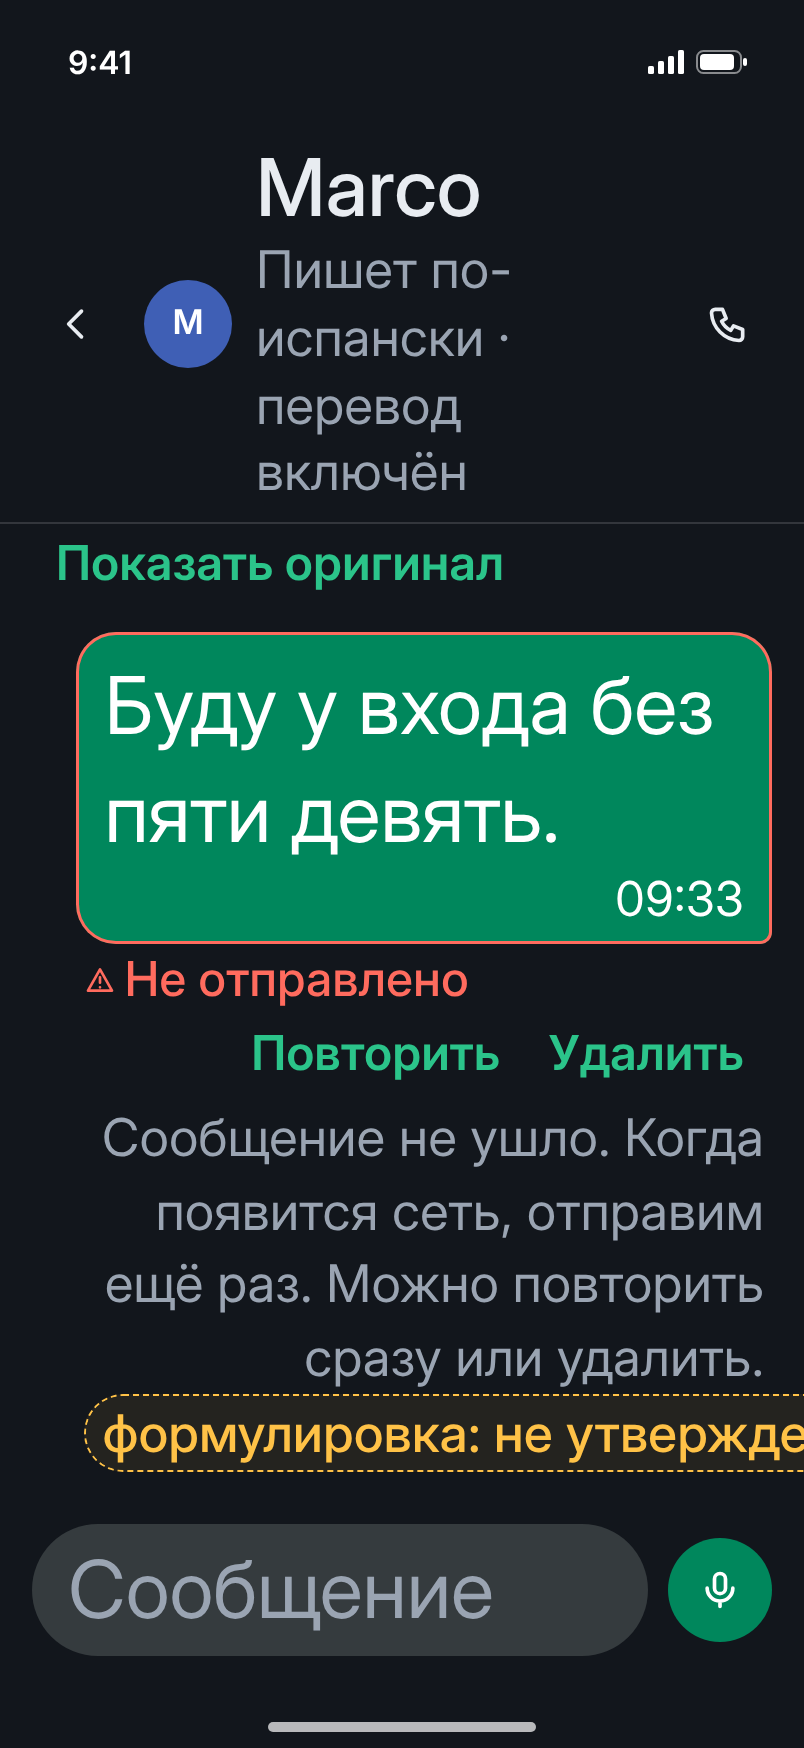 9:41
Marco
Пишет по-
испански ·
перевод
включён
M
Показать оригинал
Буду у входа без
пяти девять.
09:33
Не отправлено
Повторить Удалить
Сообщение не ушло. Когда
появится сеть, отправим
ещё раз. Можно повторить
сразу или удалить.
формулировка: не
Сообщение